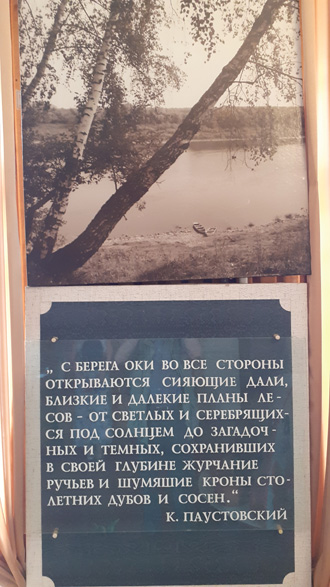 „ С БЕРЕГА ОКИ ВО ВСЕ СТОРОНЫ
ОТКРЫВАЮТСЯ СИЯЮЩИЕ ДАЛИ,
БЛИЗКИЕ И ДАЛЕКИЕ ПЛАНЫ ЛЕ-
СОВ – ОТ СВЕТЛЫХ И СЕРЕБРЯЩИХ-
СЯ ПОД СОЛНЦЕМ ДО ЗАГАДОЧ-
НЫХ И ТЕМНЫХ, СОХРАНИВШИХ
В СВОЕЙ ГЛУБИНЕ ЖУРЧАНИЕ
РУЧЬЕВ И ШУМЯШИЕ КРОНЫ СТО-
ЛЕТНИХ ДУБОВ И СОСЕН.“
К. ПАУСТОВСКИЙ